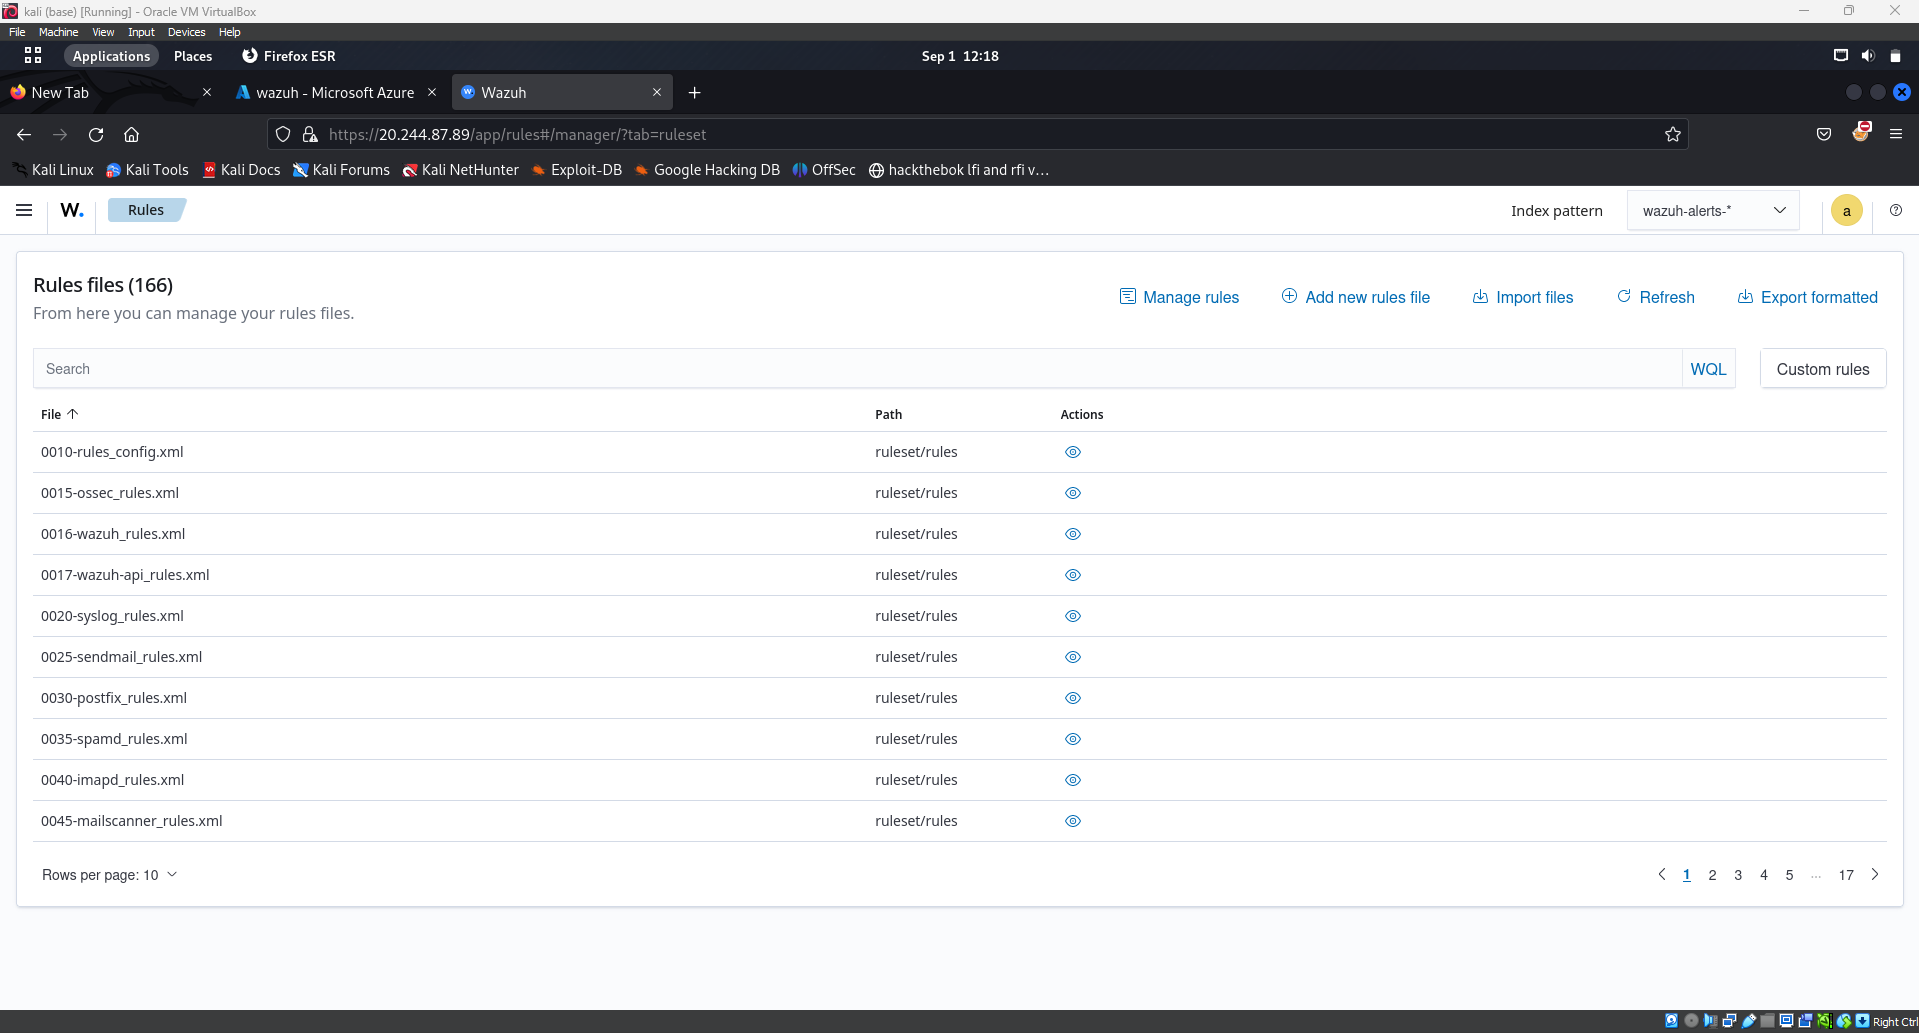 kali (base) [Running] - Oracle VM VirtualBox
File Machine View Input Devices Help
Applications Places Firefox ESR Sep 1 12:18
New Tab wazuh - Microsoft Azure Wazuh
https://20.244.87.89/app/rules#/manager/?tab=ruleset
Kali Linux Kali Tools Kali Docs Kali Forums Kali NetHunter Exploit-DB Google Hacking DB OffSec hackthebok lfi and rfi v...
W. Rules Index pattern wazuh-alerts-* a
Rules files (166)
From here you can manage your rules files.
Manage rules Add new rules file Import files Refresh Export formatted
Search WQL Custom rules
File Path Actions
0010-rules_config.xml ruleset/rules
0015-ossec_rules.xml ruleset/rules
0016-wazuh_rules.xml ruleset/rules
0017-wazuh-api_rules.xml ruleset/rules
0020-syslog_rules.xml ruleset/rules
0025-sendmail_rules.xml ruleset/rules
0030-postfix_rules.xml ruleset/rules
0035-spamd_rules.xml ruleset/rules
0040-imapd_rules.xml ruleset/rules
0045-mailscanner_rules.xml ruleset/rules
Rows per page: 10 1 2 3 4 5 ... 17
Right Ctrl